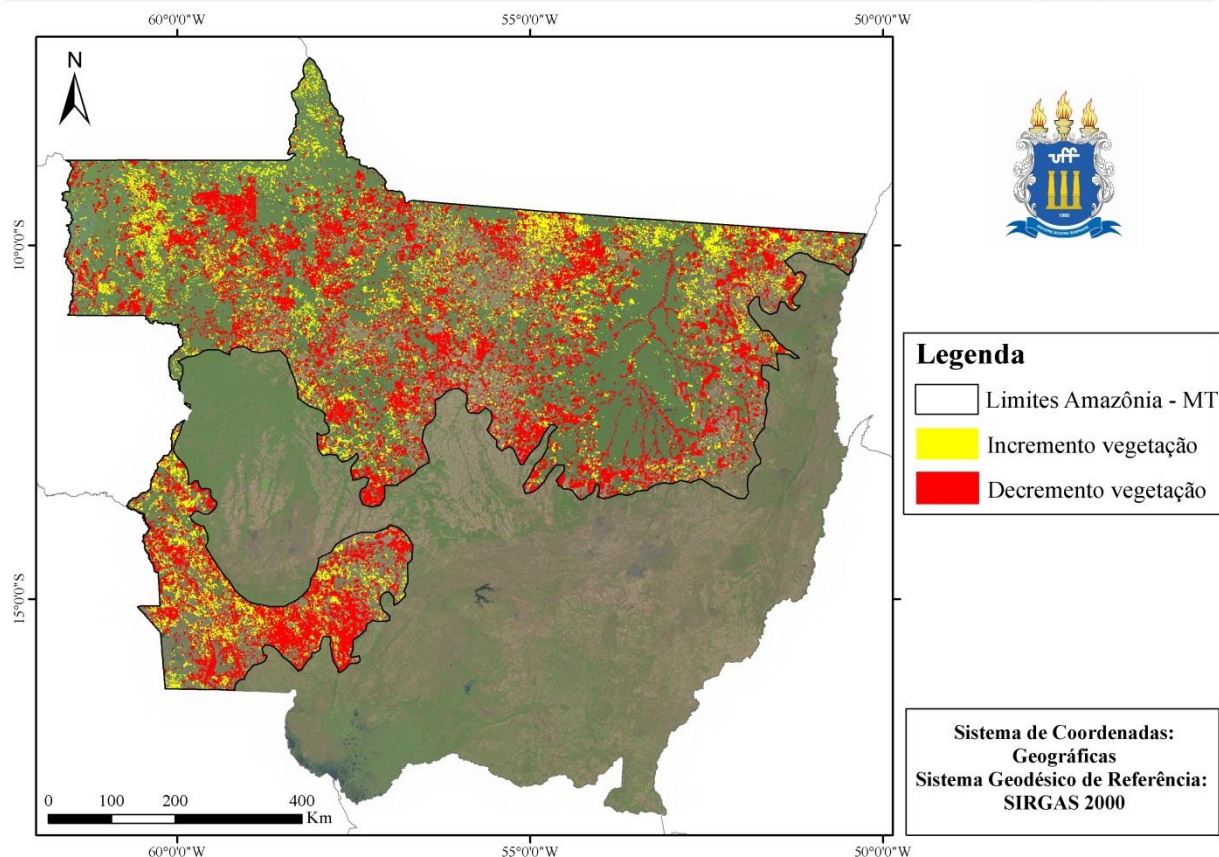 60°0'0"W 55°0'0"W 50°0'0"W
N
10°0'0"S
15°0'0"S
uff
Legenda
Limites Amazônia - MT
Incremento vegetação
Decremento vegetação
Sistema de Coordenadas:
Geográficas
Sistema Geodésico de Referência:
SIRGAS 2000
0 100 200 400
Km
60°0'0"W 55°0'0"W 50°0'0"W